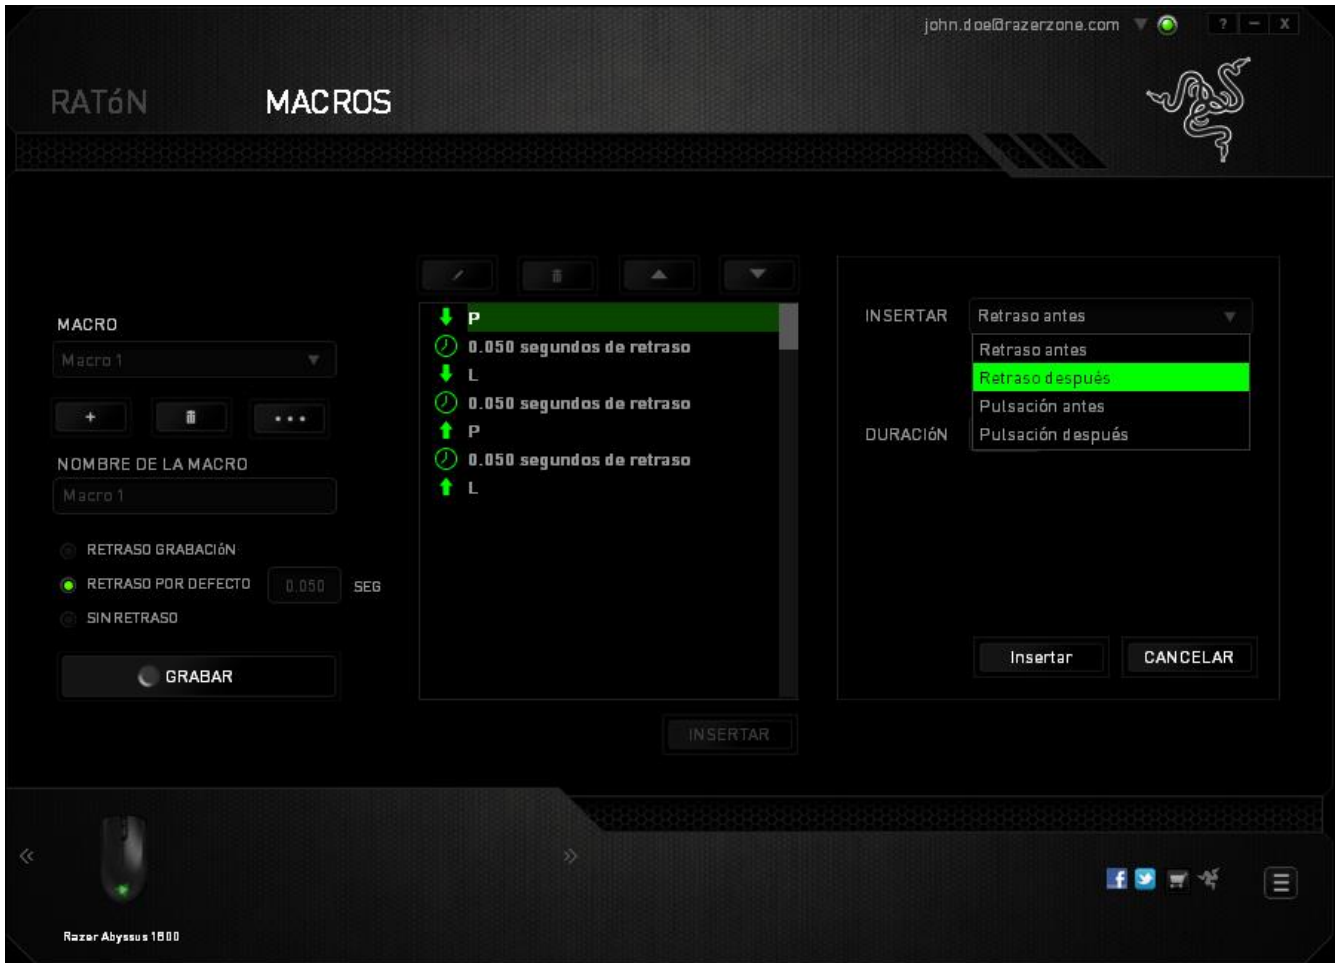 john.doe@razerzone.com
? – X
RATóN
MACROS
MACRO
Macro 1
+
...
NOMBRE DE LA MACRO
Macro 1
RETRASO GRABACIóN
RETRASO POR DEFECTO 0.050 SEG
SIN RETRASO
GRABAR
P
0.050 segundos de retraso
L
0.050 segundos de retraso
P
0.050 segundos de retraso
L
INSERTAR
INSERTAR Retraso antes
Retraso antes
Retraso después
Pulsación antes
Pulsación después
DURACIóN
Insertar
CANCELAR
Razer Abyssus 1800